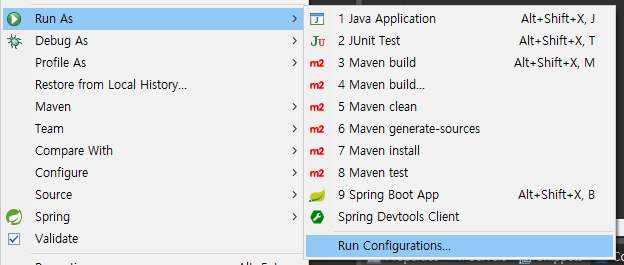 Run As
Debug As
Profile As
Restore from Local History...
Maven
Team
Compare With
Configure
Source
Spring
Validate
1 Java Application Alt+Shift+X, J
Ju 2 JUnit Test Alt+Shift+X, T
m2 3 Maven build Alt+Shift+X, M
m2 4 Maven build...
m2 5 Maven clean
m2 6 Maven generate-sources
m2 7 Maven install
m2 8 Maven test
9 Spring Boot App Alt+Shift+X, B
Spring Devtools Client
Run Configurations...